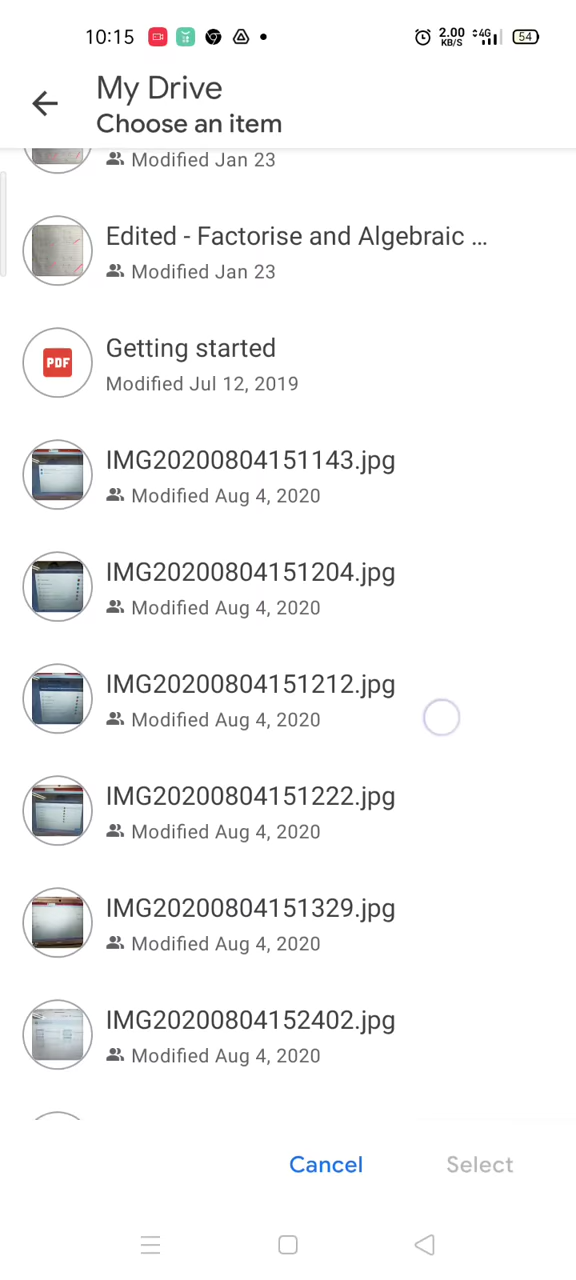 10:15
2.00
KB/S
4G
54
My Drive
Choose an item
Modified Jan 23
Edited - Factorise and Algebraic ...
Modified Jan 23
PDF
Getting started
Modified Jul 12, 2019
IMG20200804151143.jpg
Modified Aug 4, 2020
IMG20200804151204.jpg
Modified Aug 4, 2020
IMG20200804151212.jpg
Modified Aug 4, 2020
IMG20200804151222.jpg
Modified Aug 4, 2020
IMG20200804151329.jpg
Modified Aug 4, 2020
IMG20200804152402.jpg
Modified Aug 4, 2020
Cancel
Select